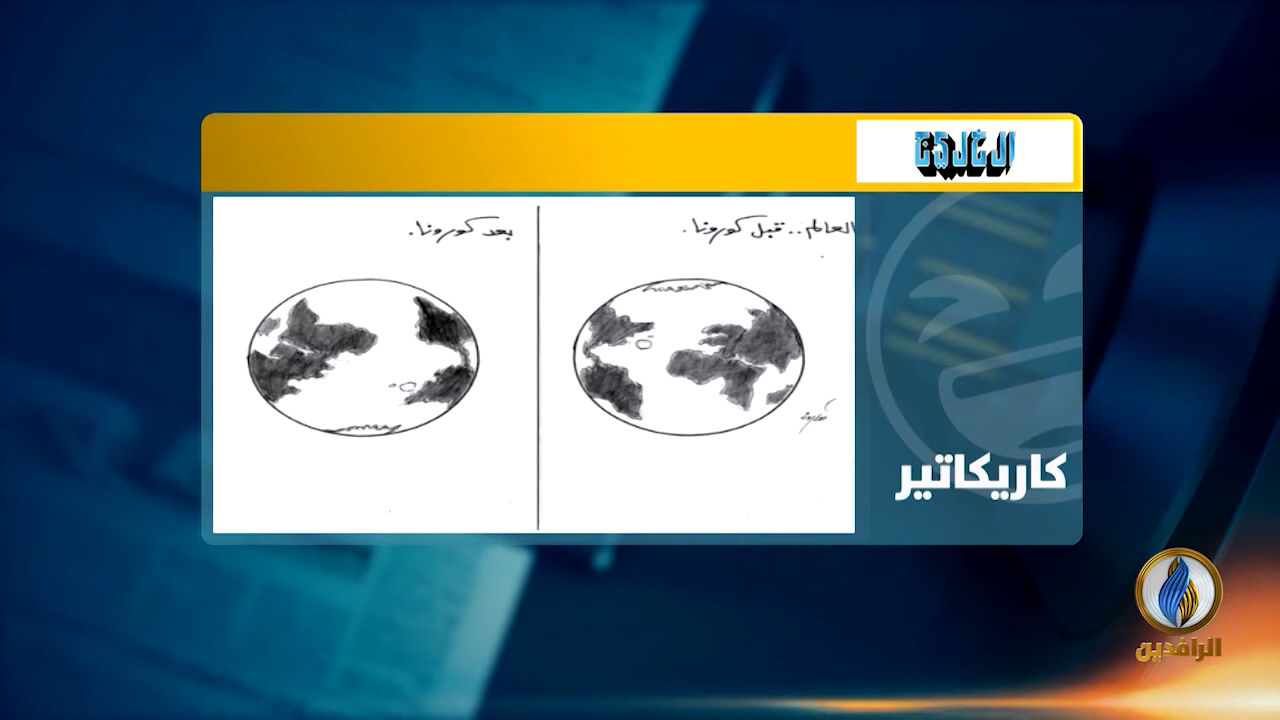 الخليج
العالم.. قبل كورونا.
بعد كورونا.
كاريكاتير
الرافدين